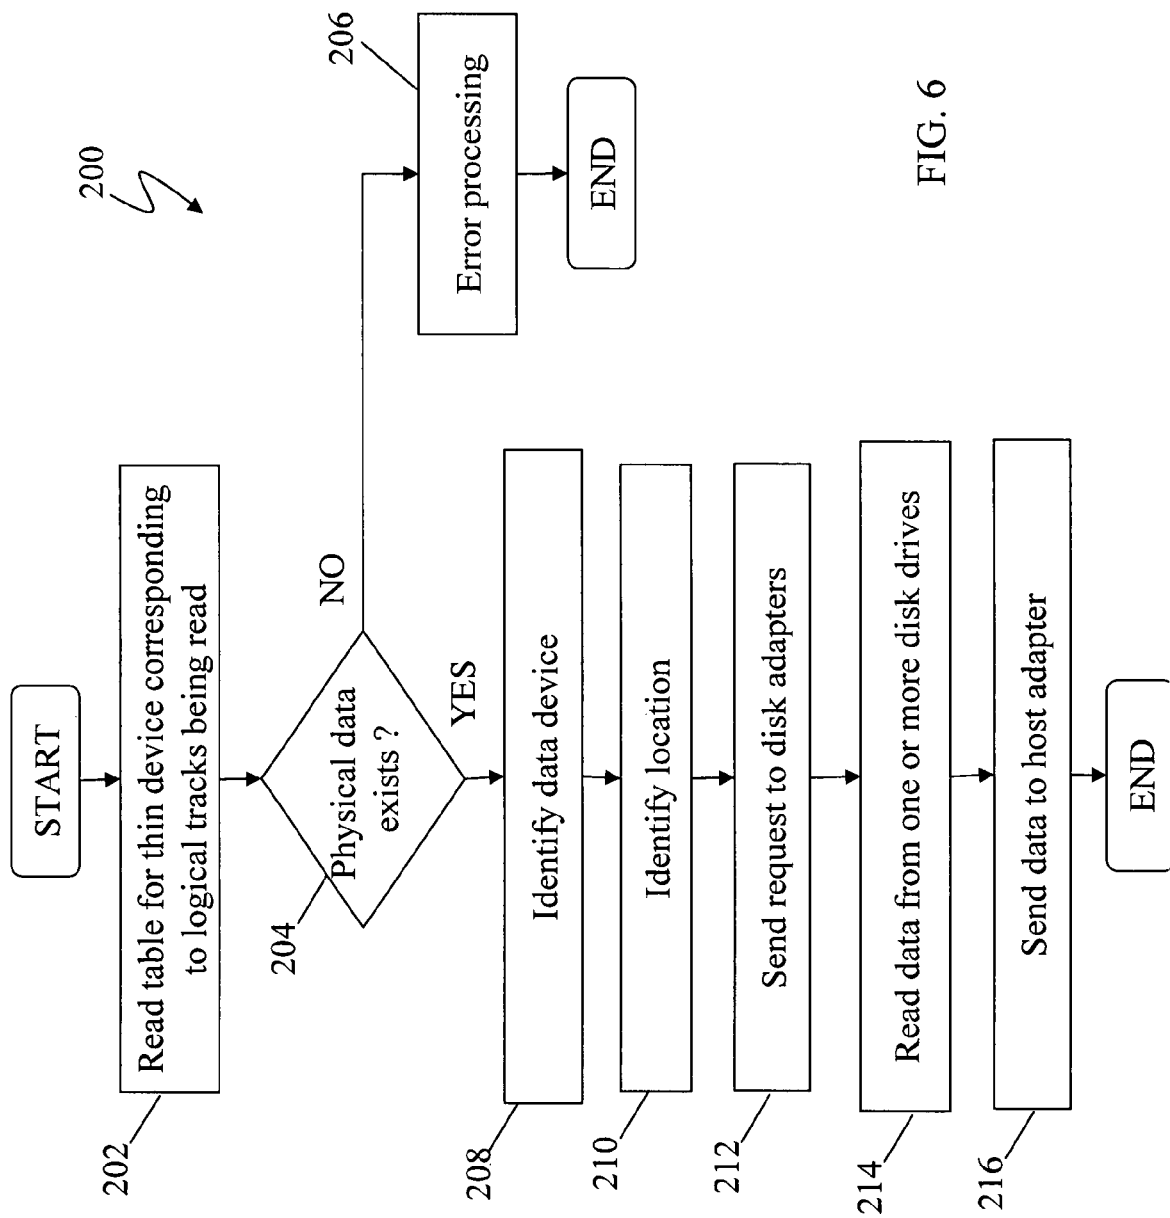 200
START
202
Read table for thin device corresponding
to logical tracks being read
204
Physical data
exists ?
NO
YES
206
Error processing
END
208
Identify data device
210
Identify location
212
Send request to disk adapters
214
Read data from one or more disk drives
216
Send data to host adapter
END
FIG. 6